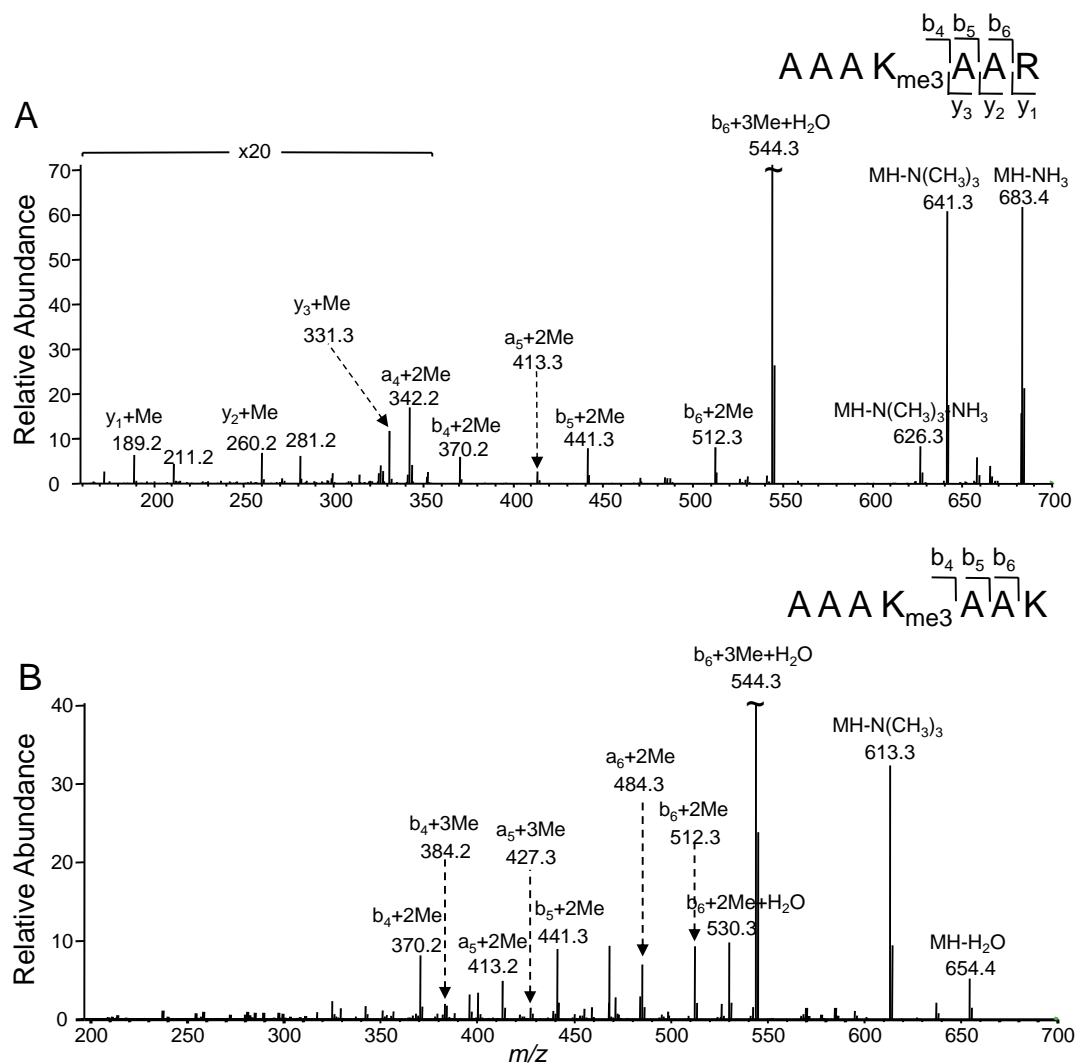 b4 b5 b6
A A A Kme3 A A R
y3 y2 y1
A
x20
b6+3Me+H2O
544.3
MH-N(CH3)3
641.3
MH-NH3
683.4
y3+Me
331.3
a5+2Me
413.3
a4+2Me
342.2
y1+Me
189.2
211.2
y2+Me
260.2
281.2
b4+2Me
370.2
b5+2Me
441.3
b6+2Me
512.3
MH-N(CH3)3-NH3
626.3
Relative Abundance
70
60
50
40
30
20
10
0
200 250 300 350 400 450 500 550 600 650 700
b4 b5 b6
A A A Kme3 A A K
B
b6+3Me+H2O
544.3
MH-N(CH3)3
613.3
a6+2Me
484.3
b4+3Me
384.2
a5+3Me
427.3
b6+2Me
512.3
b4+2Me
370.2
a5+2Me
413.2
b5+2Me
441.3
b6+2Me+H2O
530.3
MH-H2O
654.4
Relative Abundance
40
30
20
10
0
200 250 300 350 400 450 500 550 600 650 700
m/z